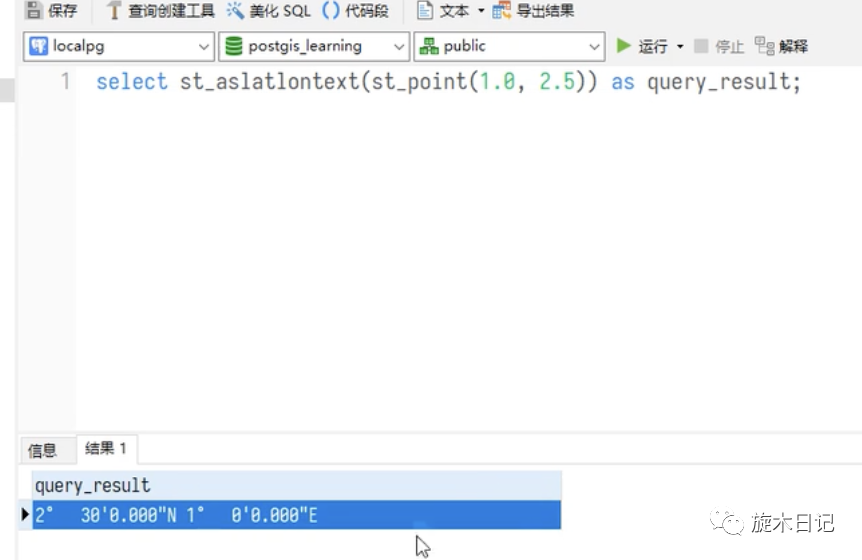 保存 查询创建工具 美化 SQL () 代码段 文本 导出结果
localpg postgis_learning public 运行 停止 解释
1 select st_aslatlontext(st_point(1.0, 2.5)) as query_result;
信息 结果 1
query_result
2° 30'0.000"N 1° 0'0.000"E
旋木日记